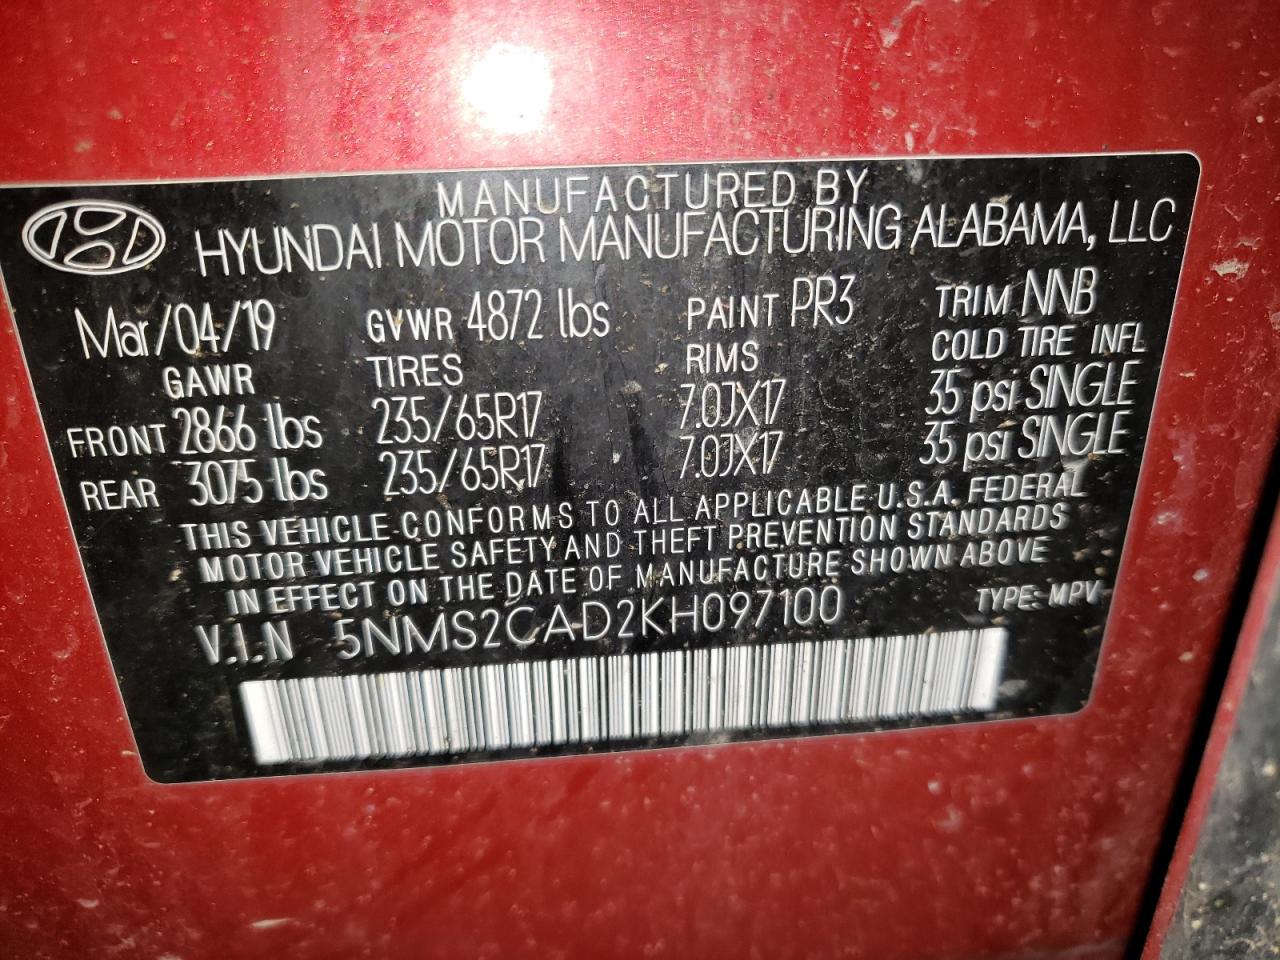 MANUFACTURED BY
HYUNDAI MOTOR MANUFACTURING ALABAMA, LLC
Mar/04/19 GVWR 4872 lbs PAINT PR3 TRIM NNB
GAWR TIRES RIMS COLD TIRE INFL
FRONT 2866 lbs 235/65R17 7.0JX17 35 psi SINGLE
REAR 3075 lbs 235/65R17 7.0JX17 35 psi SINGLE
THIS VEHICLE CONFORMS TO ALL APPLICABLE U.S.A. FEDERAL
MOTOR VEHICLE SAFETY AND THEFT PREVENTION STANDARDS
IN EFFECT ON THE DATE OF MANUFACTURE SHOWN ABOVE
V.I.N 5NMS2CAD2KH097100 TYPE: MPV